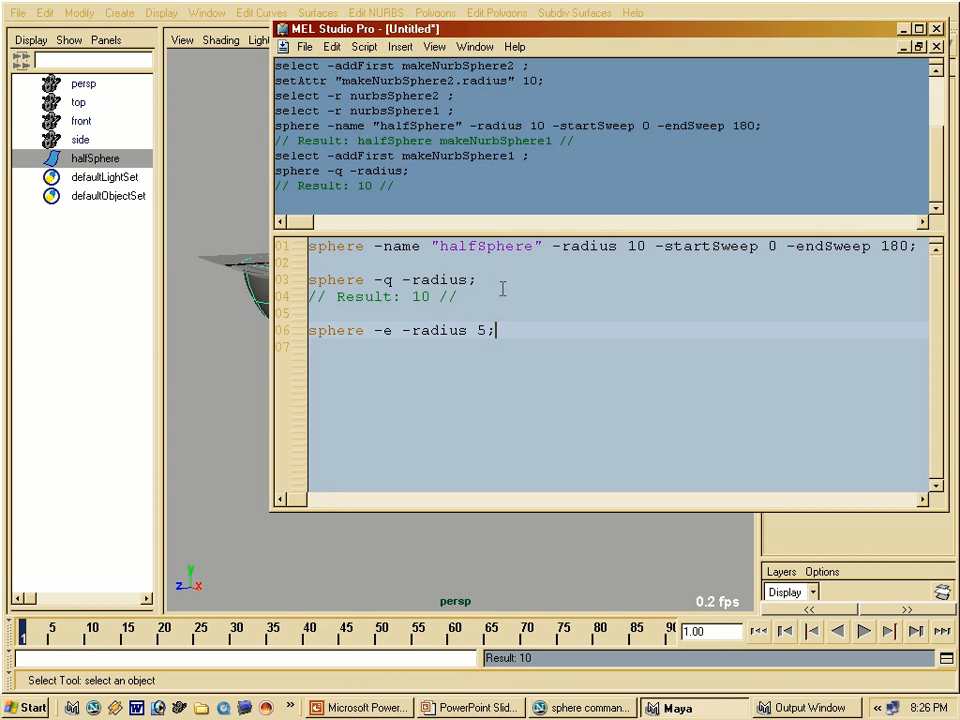 File Edit Modify Create Display Window Edit Curves Surfaces Edit NURBS Polygons Edit Polygons Subdiv Surfaces Help
MEL Studio Pro - [Untitled*]
Display Show Panels
View Shading Light
File Edit Script Insert View Window Help
select -addFirst makeNurbSphere2 ;
setAttr "makeNurbSphere2.radius" 10;
select -r nurbsSphere2 ;
select -r nurbsSphere1 ;
sphere -name "halfSphere" -radius 10 -startSweep 0 -endSweep 180;
// Result: halfSphere makeNurbSphere1 //
select -addFirst makeNurbSphere1 ;
sphere -q -radius;
// Result: 10 //
persp
top
front
side
halfSphere
defaultLightSet
defaultObjectSet
01 sphere -name "halfSphere" -radius 10 -startSweep 0 -endSweep 180;
02
03 sphere -q -radius;
04 // Result: 10 //
05
06 sphere -e -radius 5;
07
z x y
persp
0.2 fps
Layers Options
Display
<< >>
1 5 10 15 20 25 30 35 40 45 50 55 60 65 70 75 80 85 90
1.00
Result: 10
Select Tool: select an object
Start
» Microsoft Power... PowerPoint Slid... sphere comman... Maya Output Window « 8:26 PM